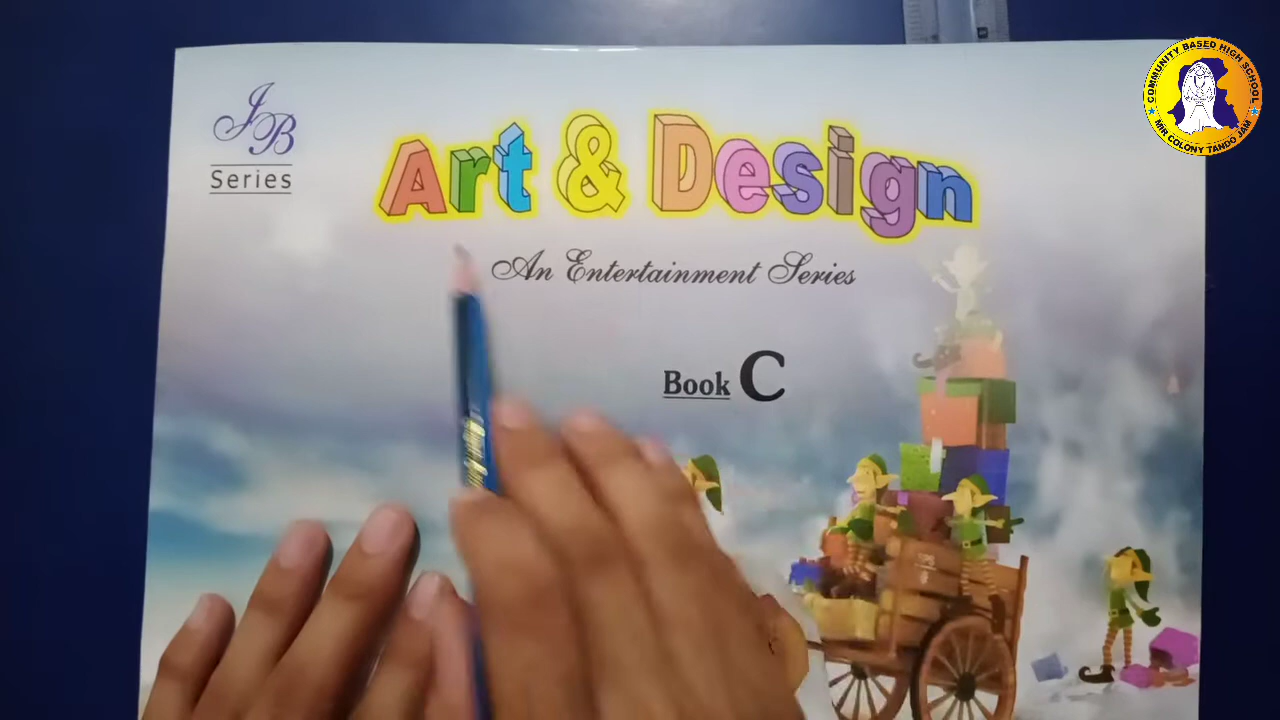 JB
Series
Art & Design
An Entertainment Series
Book C
COMMUNITY BASED HIGH SCHOOL
MIR COLONY TANDO JAM